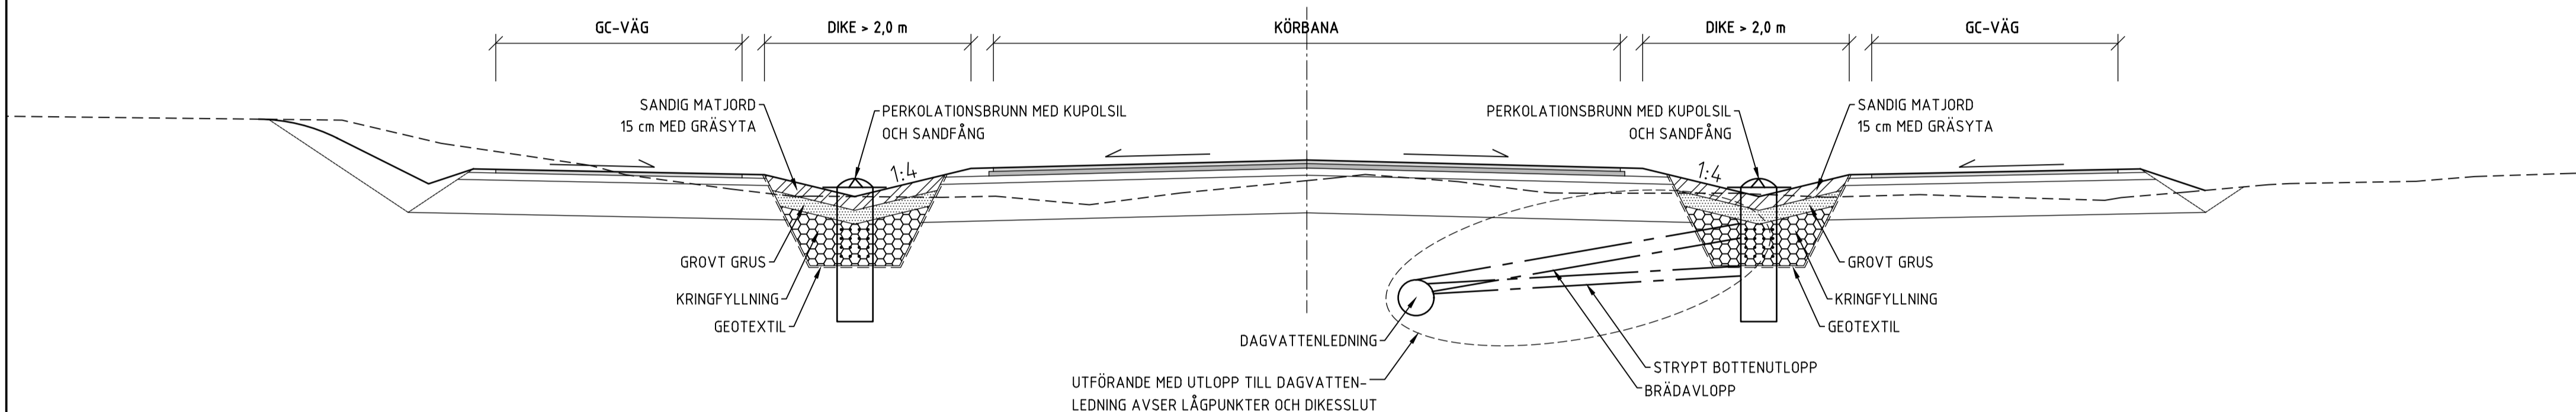 GC-VÄG
DIKE > 2,0 m
KÖRBANA
DIKE > 2,0 m
GC-VÄG
SANDIG MATJORD
15 cm MED GRÄSYTA
PERKOLATIONSBRUNN MED KUPOLSIL
OCH SANDFÅNG
PERKOLATIONSBRUNN MED KUPOLSIL
OCH SANDFÅNG
SANDIG MATJORD
15 cm MED GRÄSYTA
1:4
1:4
GROVT GRUS
KRINGFYLLNING
GEOTEXTIL
GROVT GRUS
KRINGFYLLNING
GEOTEXTIL
DAGVATTENLEDNING
STRYPT BOTTENUTLOPP
BRÄDAVLOPP
UTFÖRANDE MED UTLOPP TILL DAGVATTEN-
LEDNING AVSER LÅGPUNKTER OCH DIKESSLUT